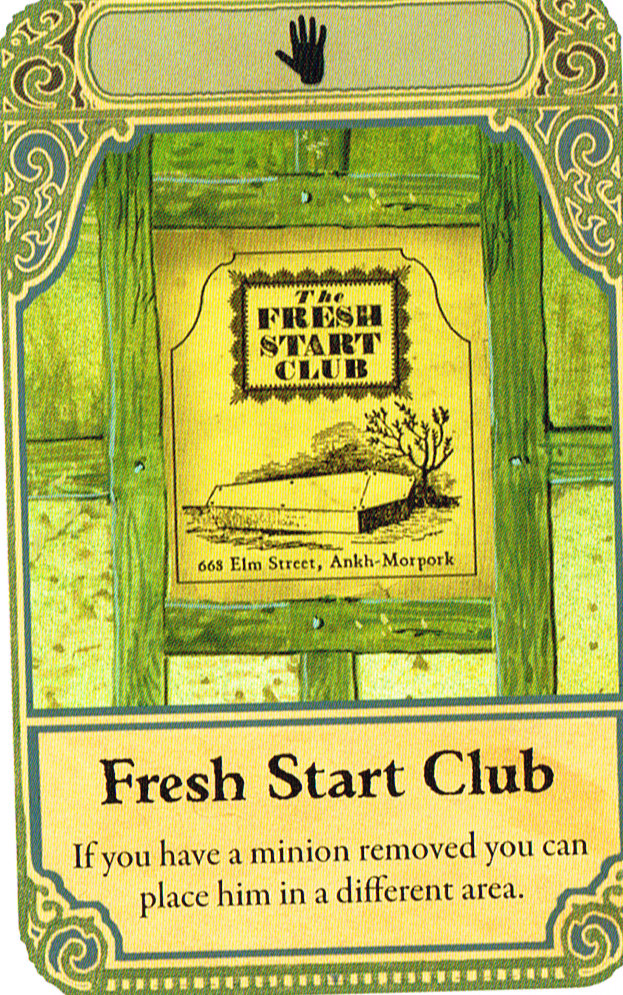 The
FRESH
START
CLUB
668 Elm Street, Ankh-Morpork
Fresh Start Club
If you have a minion removed you can
place him in a different area.